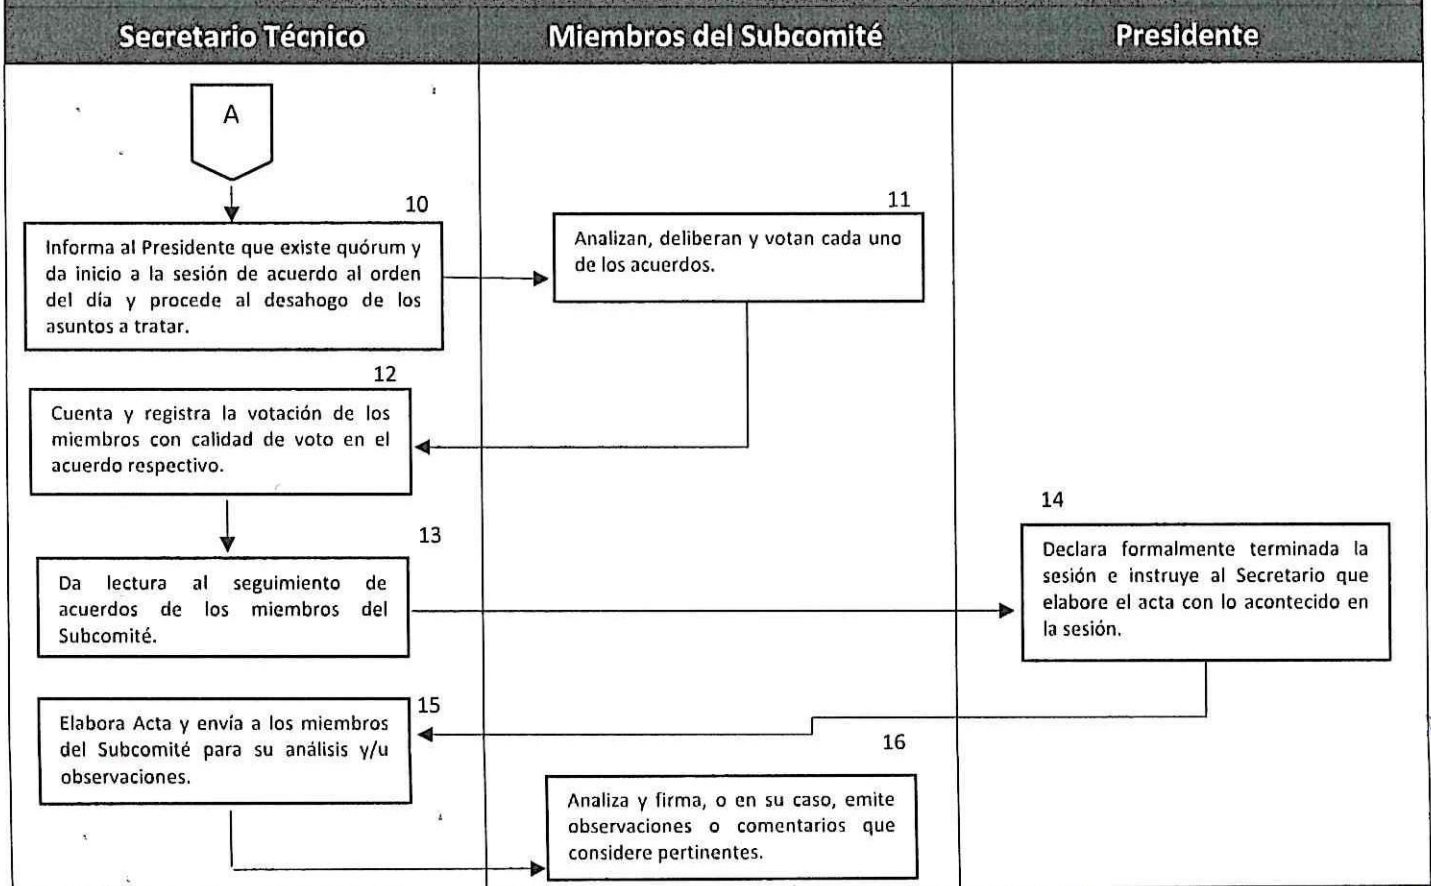 Secretario Técnico
Miembros del Subcomité
Presidente
A
10
Informa al Presidente que existe quórum y
da inicio a la sesión de acuerdo al orden
del día y procede al desahogo de los
asuntos a tratar.
11
Analizan, deliberan y votan cada uno
de los acuerdos.
12
Cuenta y registra la votación de los
miembros con calidad de voto en el
acuerdo respectivo.
13
Da lectura al seguimiento de
acuerdos de los miembros del
Subcomité.
14
Declara formalmente terminada la
sesión e instruye al Secretario que
elabore el acta con lo acontecido en
la sesión.
15
Elabora Acta y envía a los miembros
del Subcomité para su análisis y/u
observaciones.
16
Analiza y firma, o en su caso, emite
observaciones o comentarios que
considere pertinentes.